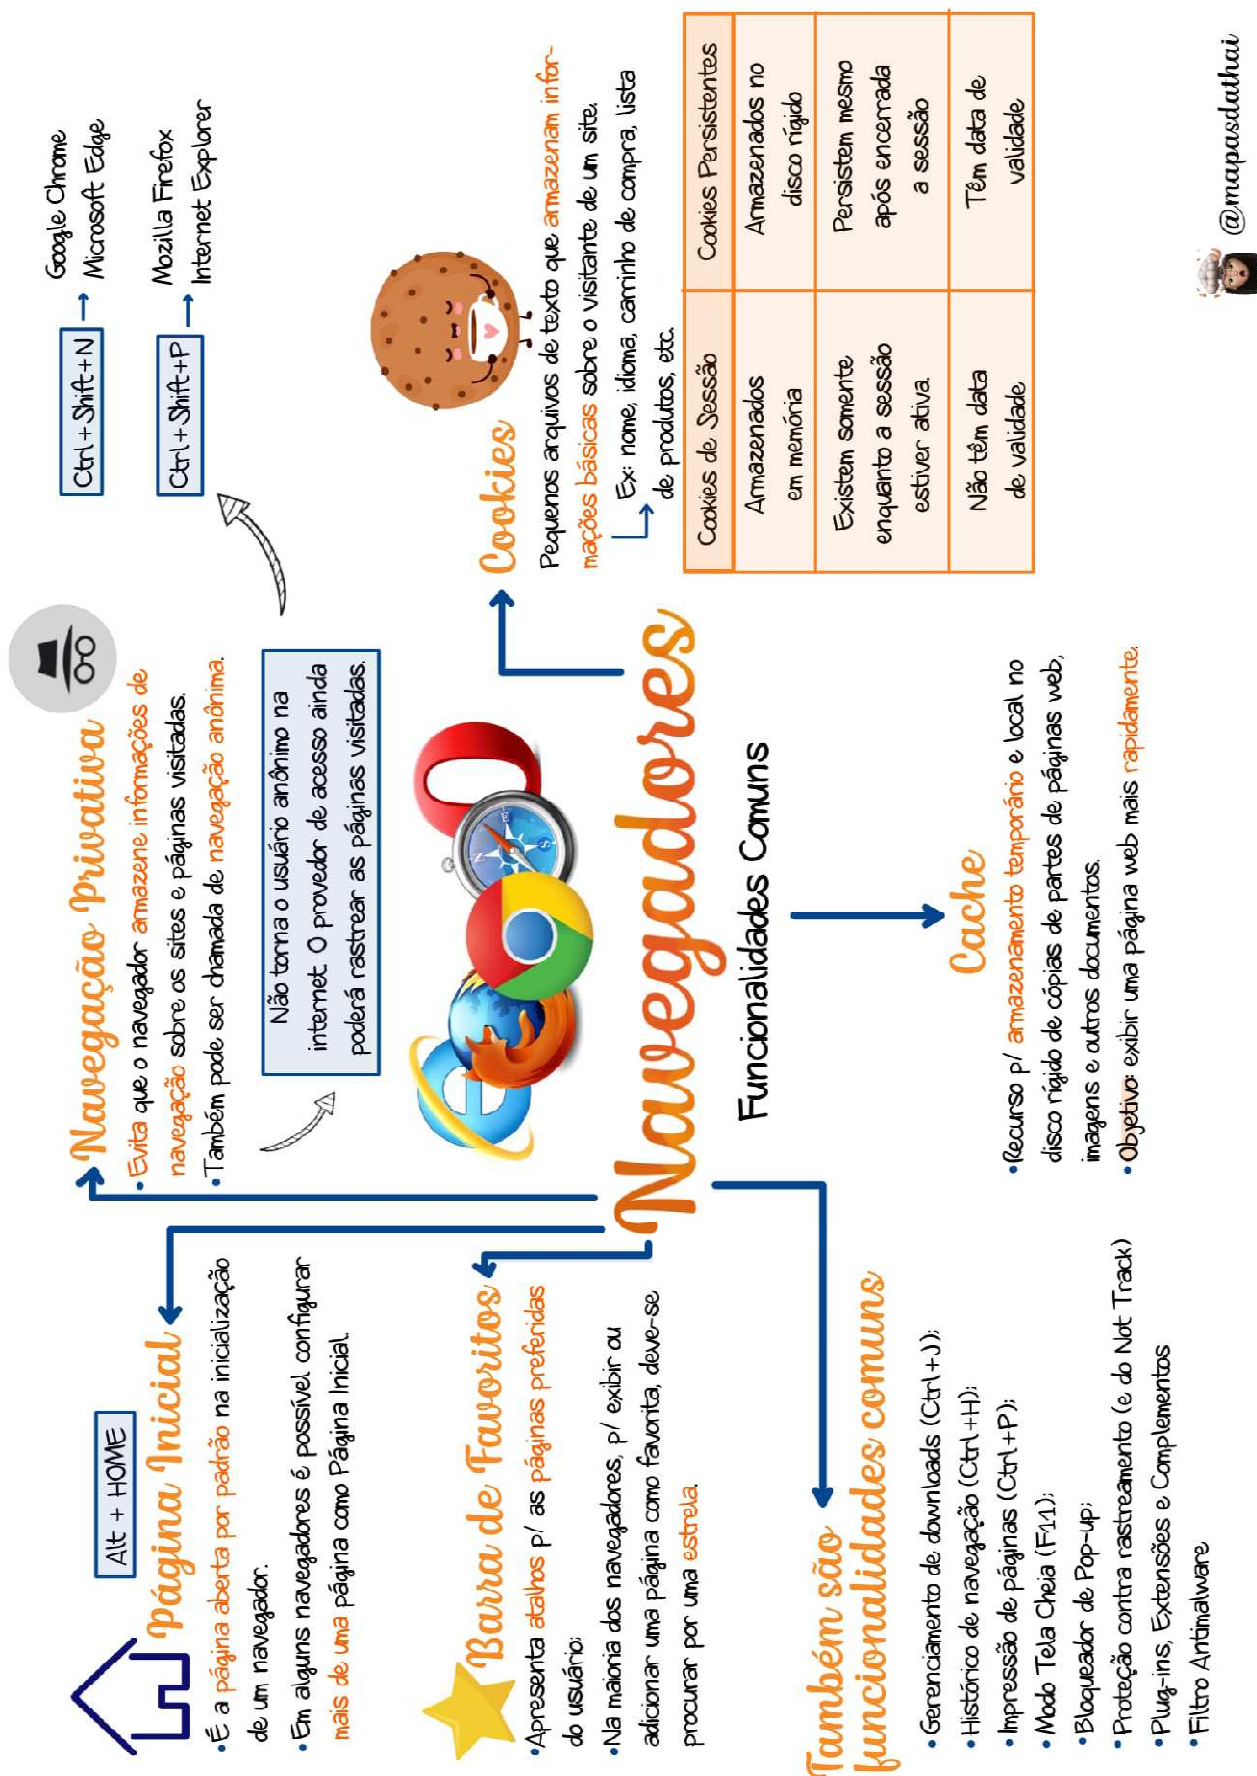 Alt + HOME
Página Inicial
•É a página aberta por padrão na inicialização
de um navegador.
•Em alguns navegadores é possível configurar
mais de uma página como Página Inicial.
Navegação Privativa
•Evita que o navegador armazene informações de
navegação sobre os sites e páginas visitadas.
•Também pode ser chamada de navegação anônima.
Não torna o usuário anônimo na
internet. O provedor de acesso ainda
poderá rastrear as páginas visitadas.
Ctrl+Shift+N
Google Chrome
Microsoft Edge
Ctrl+Shift+P
Mozilla Firefox
Internet Explorer
Barra de Favoritos
•Apresenta atalhos p/ as páginas preferidas
do usuário;
•Na maioria dos navegadores, p/ exibir ou
adicionar uma página como favorita, deve-se
procurar por uma estrela.
Navegadores
Funcionalidades Comuns
Cookies
Pequenos arquivos de texto que armazenam infor-
mações básicas sobre o visitante de um site.
Ex: nome, idioma, carrinho de compra, lista
de produtos, etc.
Cookies de Sessão
Cookies Persistentes
Armazenados
em memória
Armazenados no
disco rígido
Existem somente
enquanto a sessão
estiver ativa
Persistem mesmo
após encerrada
a sessão
Não têm data
de validade
Têm data de
validade
Também são
funcionalidades comuns
•Gerenciamento de downloads (Ctrl+J);
•Histórico de navegação (Ctrl+H);
•Impressão de páginas (Ctrl+P);
•Modo Tela Cheia (F11);
•Bloqueador de Pop-up;
•Proteção contra rastreamento (e do Not Track)
•Plug-ins, Extensões e Complementos
•Filtro Antimalware
Cache
•Recurso p/ armazenamento temporário e local no
disco rígido de cópias de partes de páginas web,
imagens e outros documentos.
•Objetivo: exibir uma página web mais rapidamente.
@mapasdathai